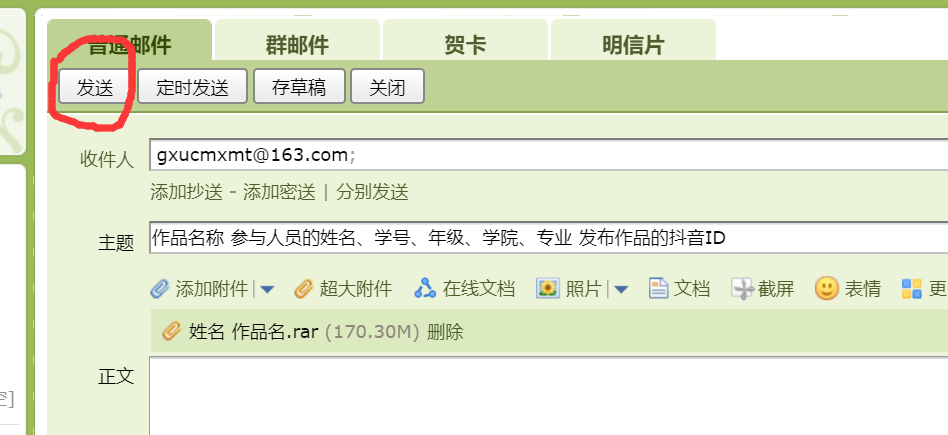 普通邮件 群邮件 贺卡 明信片
发送 定时发送 存草稿 关闭
收件人 gxucmxmt@163.com;
添加抄送 - 添加密送 | 分别发送
主题 作品名称 参与人员的姓名、学号、年级、学院、专业 发布作品的抖音ID
添加附件 | 超大附件 在线文档 照片 | 文档 截屏 表情 更
姓名 作品名.rar (170.30M) 删除
正文
空]